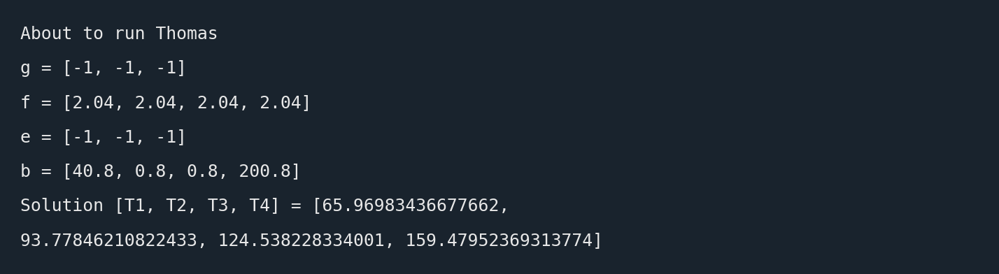 About to run Thomas
g = [-1, -1, -1]
f = [2.04, 2.04, 2.04, 2.04]
e = [-1, -1, -1]
b = [40.8, 0.8, 0.8, 200.8]
Solution [T1, T2, T3, T4] = [65.96983436677662,
93.77846210822433, 124.538228334001, 159.47952369313774]